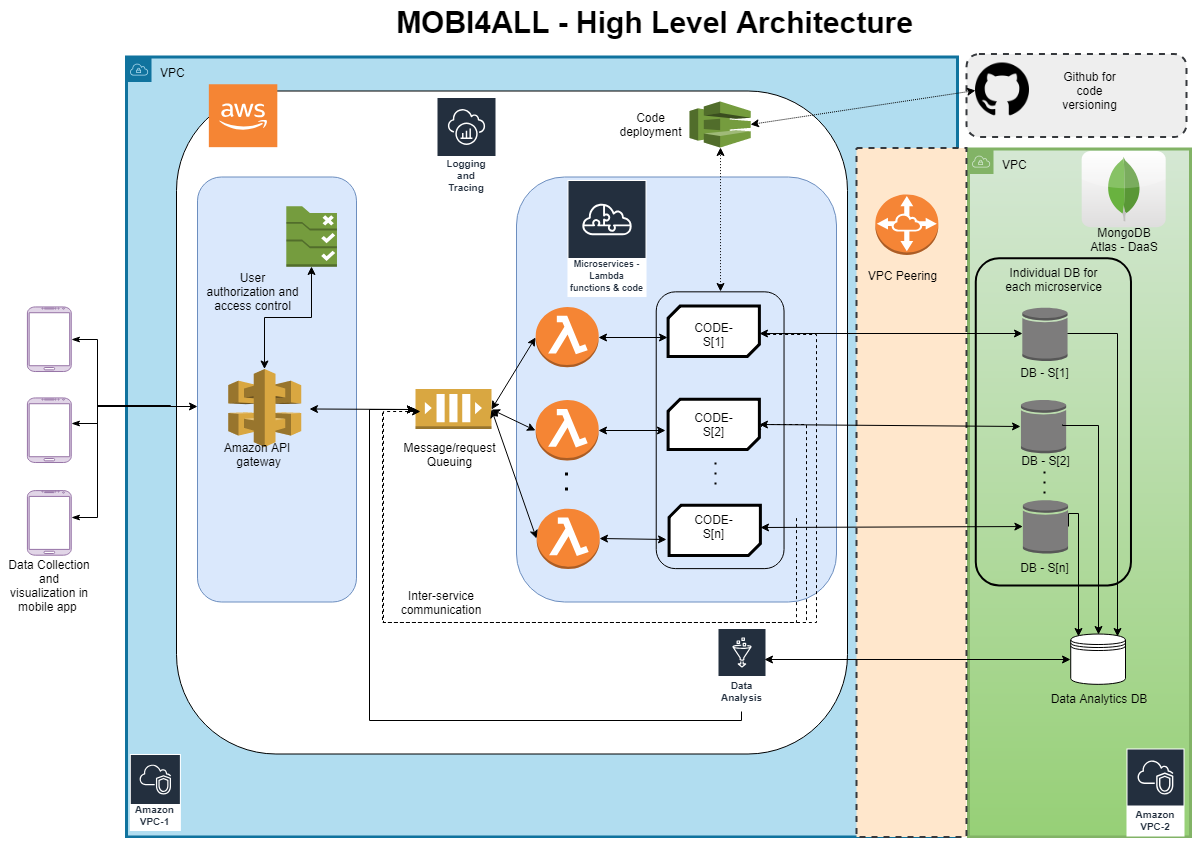 MOBI4ALL - High Level Architecture
VPC
aws
Logging
and
Tracing
Code
deployment
Github for
code
versioning
VPC
MongoDB
Atlas - DaaS
VPC Peering
Microservices -
Lambda
functions & code
User
authorization and
access control
Amazon API
gateway
Message/request
Queuing
CODE-
S[1]
CODE-
S[2]
CODE-
S[n]
Individual DB for
each microservice
DB - S[1]
DB - S[2]
DB - S[n]
Data Collection
and
visualization in
mobile app
Inter-service
communication
Data
Analysis
Data Analytics DB
Amazon
VPC-1
Amazon
VPC-2